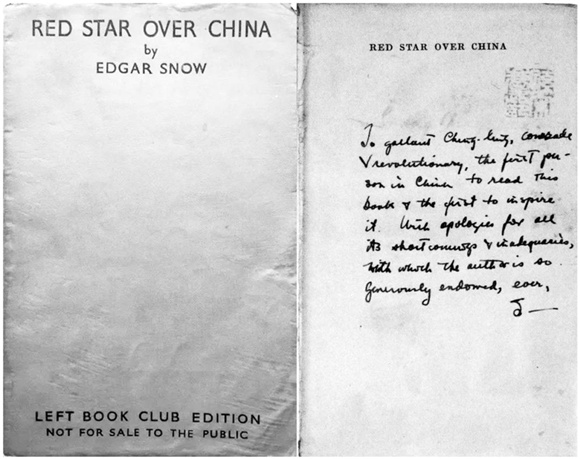 RED STAR OVER CHINA
by
EDGAR SNOW
LEFT BOOK CLUB EDITION
NOT FOR SALE TO THE PUBLIC
RED STAR OVER CHINA
To gallant Ching-ling, comrade
& revolutionary, the first per-
son in China to read this
book & the first to inspire
it. With apologies for all
its shortcomings & inadequacies,
with which the author is so
generously endowed, ever,